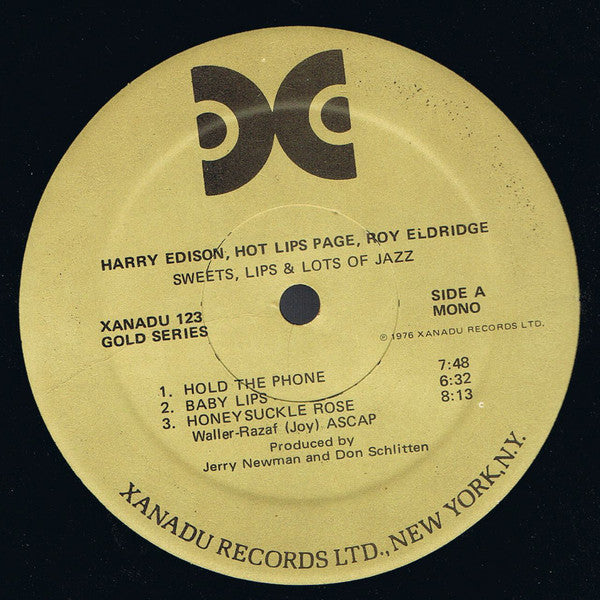 HARRY EDISON, HOT LIPS PAGE, ROY ELDRIDGE
SWEETS, LIPS & LOTS OF JAZZ
XANADU 123
GOLD SERIES
SIDE A
MONO
℗ 1976 XANADU RECORDS LTD.
1. HOLD THE PHONE 7:48
2. BABY LIPS 6:32
3. HONEYSUCKLE ROSE 8:13
Waller-Razaf (Joy) ASCAP
Produced by
Jerry Newman and Don Schlitten
XANADU RECORDS LTD., NEW YORK, N.Y.